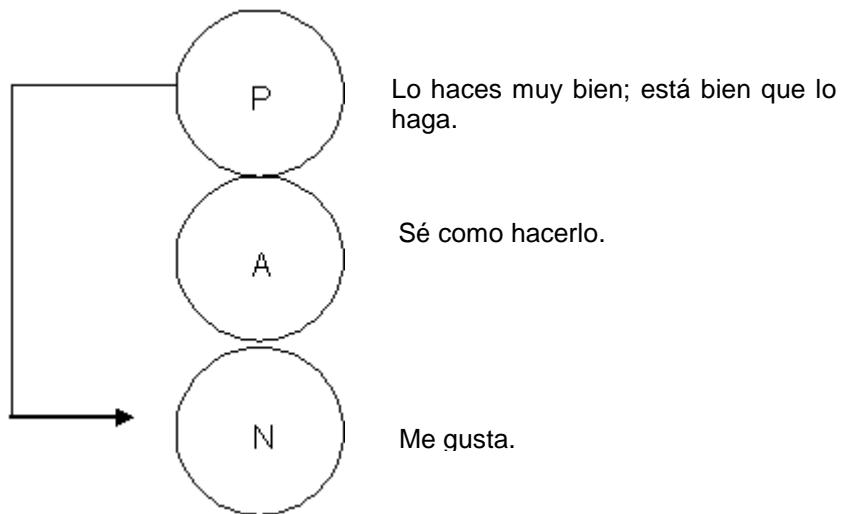 P
Lo haces muy bien; está bien que lo
haga.
A
Sé como hacerlo.
N
Me gusta.